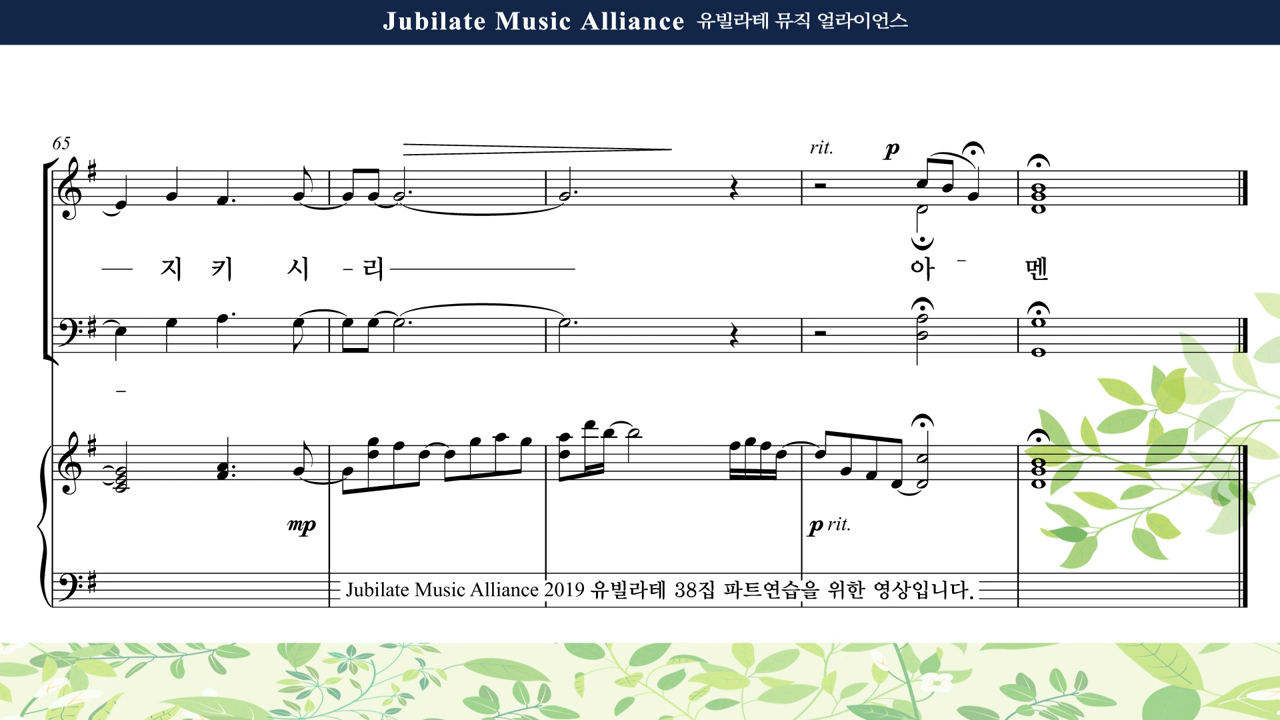 Jubilate Music Alliance 유빌라테 뮤직 얼라이언스
65
rit. p
지 키 시 - 리 아 - 멘
-
mp p rit.
Jubilate Music Alliance 2019 유빌라테 38집 파트연습을 위한 영상입니다.